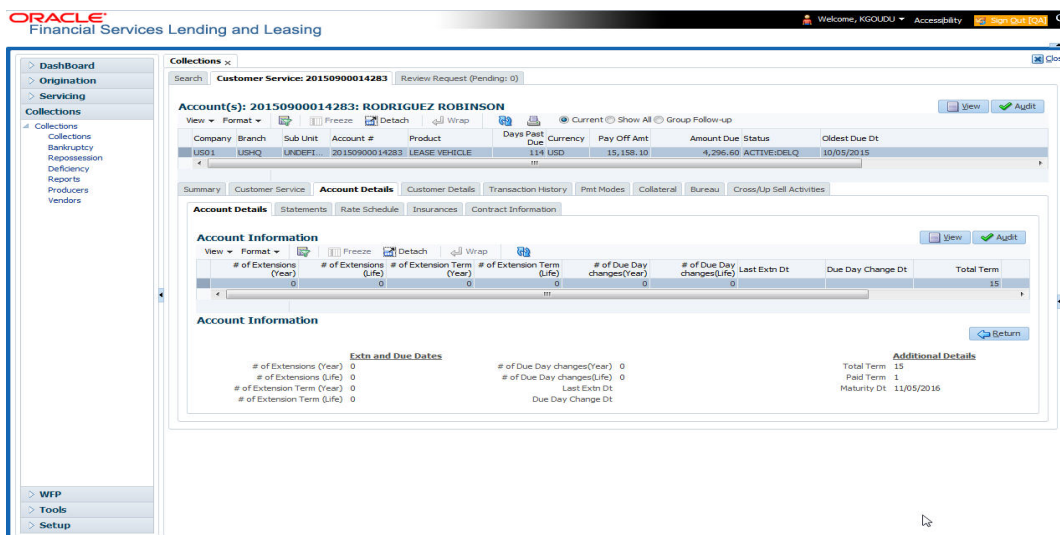 ORACLE®
Financial Services Lending and Leasing
Welcome, KGOUDU Accessibility Sign Out [QA]
DashBoard
Origination
Servicing
Collections
Collections
Collections
Bankruptcy
Repossession
Deficiency
Reports
Producers
Vendors
WFP
Tools
Setup
Collections x
Clos
Search Customer Service: 20150900014283 Review Request (Pending: 0)
Account(s): 20150900014283: RODRIGUEZ ROBINSON
View Audit
View Format Freeze Detach Wrap Current Show All Group Follow-up
Company Branch Sub Unit Account # Product Days Past Due Currency Pay Off Amt Amount Due Status Oldest Due Dt
US01 USHQ UNDEFI... 20150900014283 LEASE VEHICLE 114 USD 15,158.10 4,296.60 ACTIVE:DELQ 10/05/2015
Summary Customer Service Account Details Customer Details Transaction History Pmt Modes Collateral Bureau Cross/Up Sell Activities
Account Details Statements Rate Schedule Insurances Contract Information
Account Information
View Audit
View Format Freeze Detach Wrap
# of Extensions (Year) # of Extensions (Life) # of Extension Term (Year) # of Extension Term (Life) # of Due Day changes(Year) # of Due Day changes(Life) Last Extn Dt Due Day Change Dt Total Term
0 0 0 0 0 0 15
Account Information
Return
Extn and Due Dates Additional Details
# of Extensions (Year) 0 # of Due Day changes(Year) 0 Total Term 15
# of Extensions (Life) 0 # of Due Day changes(Life) 0 Paid Term 1
# of Extension Term (Year) 0 Last Extn Dt Maturity Dt 11/05/2016
# of Extension Term (Life) 0 Due Day Change Dt